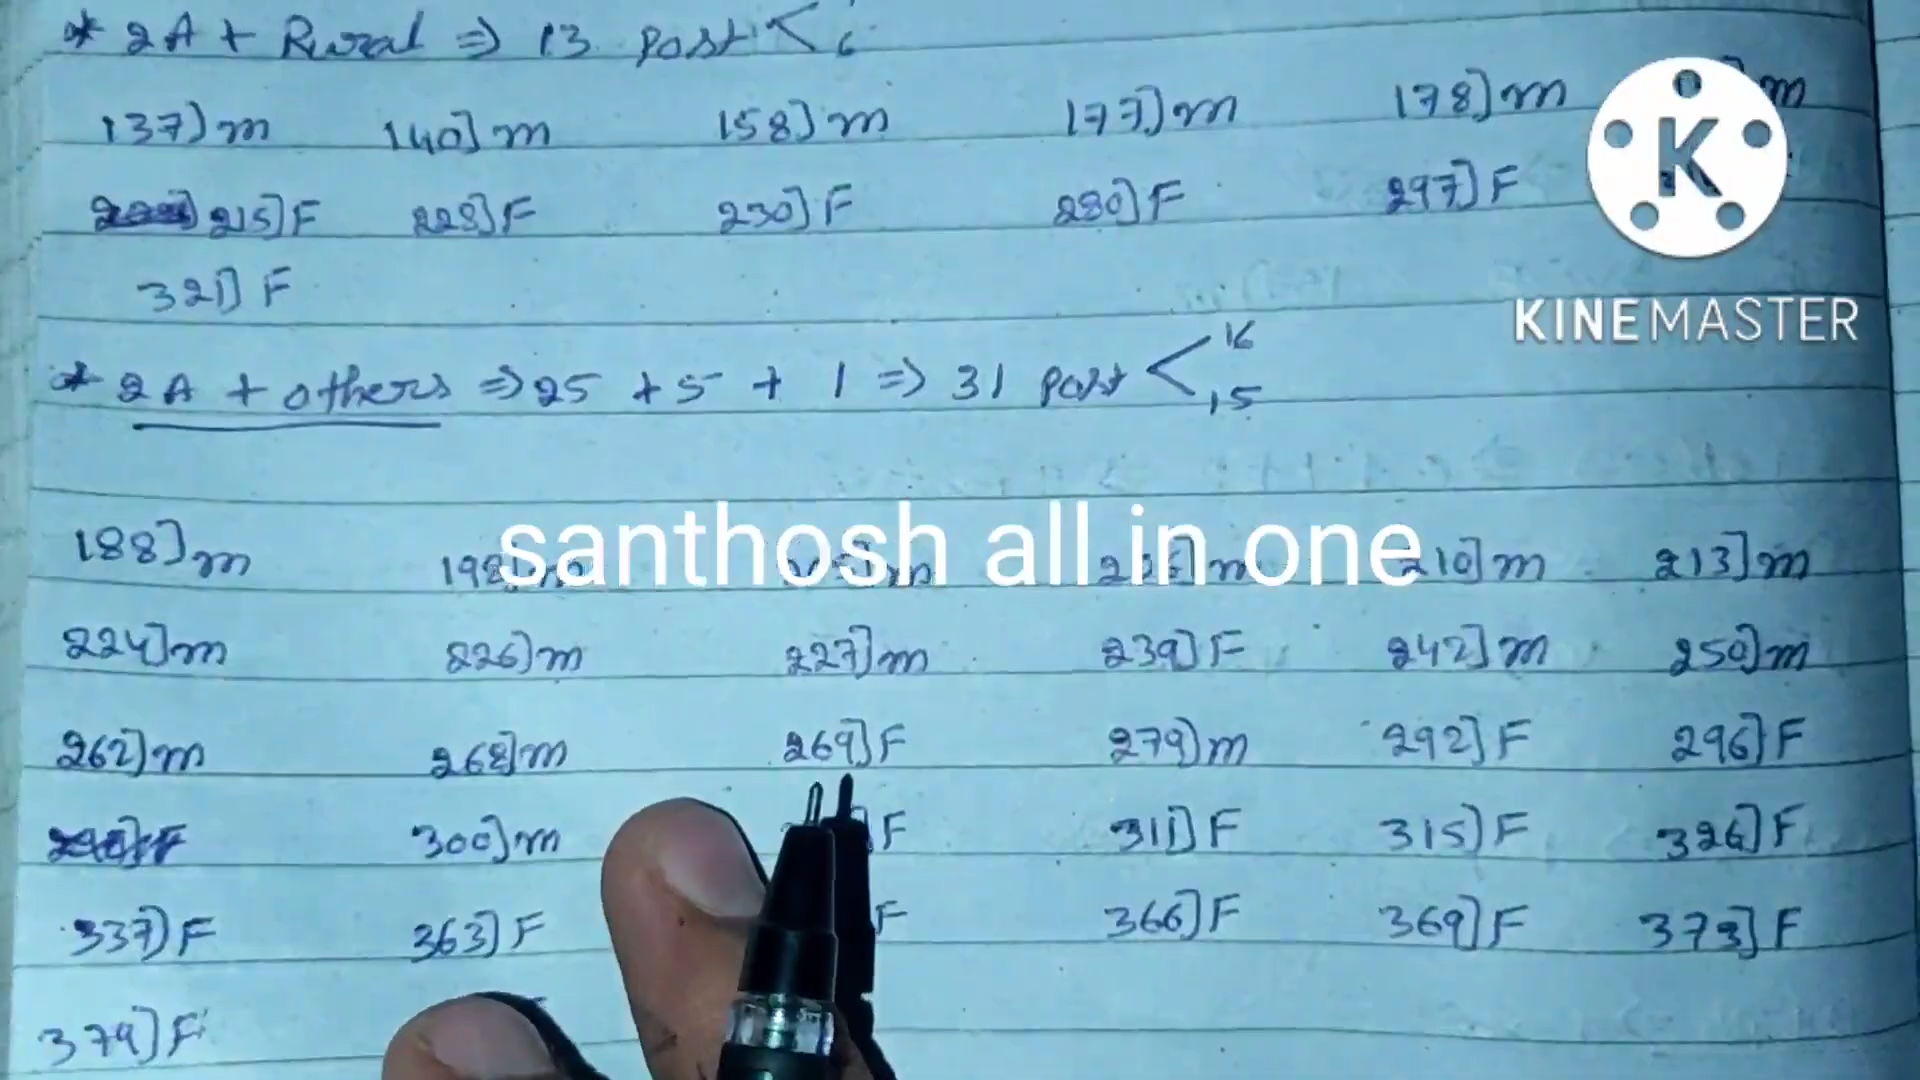 * 2A + Rural => 13 post <
137] m 140] m 158] m 177] m 178] m m
215] F 223] F 230] F 280] F 297] F
K
321] F
KINEMASTER
* 2A + others => 25 + 5 + 1 => 31 post < 16 15
santhosh all in one
188] m 210] m 213] m
224] m 226] m 227] m 239] F 242] m 250] m
262] m 268] m 269] F 279] m 292] F 296] F
300] m F 311] F 315] F 326] F
337] F 363] F F 366] F 369] F 373] F
379] F